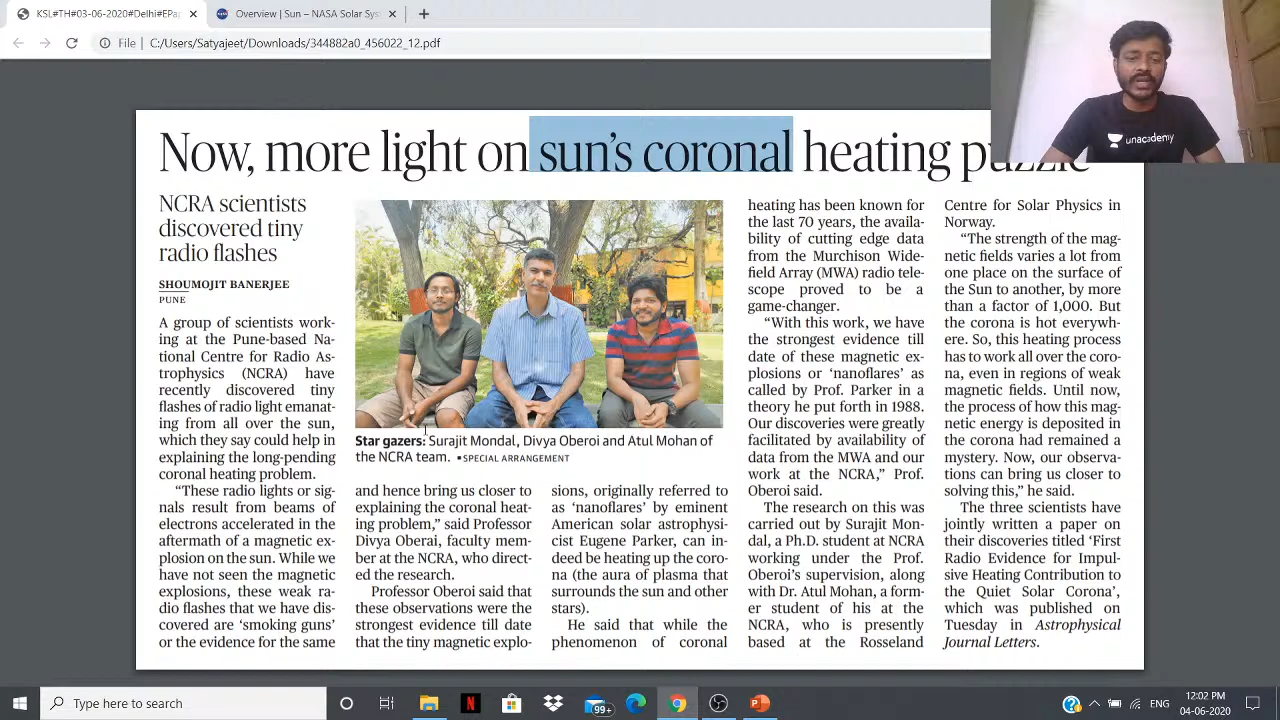 KSL#TH#03-06-2020#Delhi#EPa
Overview | Sun – NASA Solar Sys
File | C:/Users/Satyajeet/Downloads/344882a0_456022_12.pdf
unacademy
Now, more light on sun's coronal heating puzzle
NCRA scientists
discovered tiny
radio flashes
SHOUMOJIT BANERJEE
PUNE
A group of scientists work-
ing at the Pune-based Na-
tional Centre for Radio As-
trophysics (NCRA) have
recently discovered tiny
flashes of radio light emanat-
ing from all over the sun,
which they say could help in
explaining the long-pending
coronal heating problem.
“These radio lights or sig-
nals result from beams of
electrons accelerated in the
aftermath of a magnetic ex-
plosion on the sun. While we
have not seen the magnetic
explosions, these weak ra-
dio flashes that we have dis-
covered are ‘smoking guns’
or the evidence for the same
Star gazers: Surajit Mondal, Divya Oberoi and Atul Mohan of
the NCRA team. ▪SPECIAL ARRANGEMENT
and hence bring us closer to
explaining the coronal heat-
ing problem,” said Professor
Divya Oberai, faculty mem-
ber at the NCRA, who direct-
ed the research.
Professor Oberoi said that
these observations were the
strongest evidence till date
that the tiny magnetic explo-
sions, originally referred to
as ‘nanoflares’ by eminent
American solar astrophysi-
cist Eugene Parker, can in-
deed be heating up the coro-
na (the aura of plasma that
surrounds the sun and other
stars).
He said that while the
phenomenon of coronal
heating has been known for
the last 70 years, the availa-
bility of cutting edge data
from the Murchison Wide-
field Array (MWA) radio tele-
scope proved to be a
game-changer.
“With this work, we have
the strongest evidence till
date of these magnetic ex-
plosions or ‘nanoflares’ as
called by Prof. Parker in a
theory he put forth in 1988.
Our discoveries were greatly
facilitated by availability of
data from the MWA and our
work at the NCRA,” Prof.
Oberoi said.
The research on this was
carried out by Surajit Mon-
dal, a Ph.D. student at NCRA
working under the Prof.
Oberoi's supervision, along
with Dr. Atul Mohan, a form-
er student of his at the
NCRA, who is presently
based at the Rosseland
Centre for Solar Physics in
Norway.
“The strength of the mag-
netic fields varies a lot from
one place on the surface of
the Sun to another, by more
than a factor of 1,000. But
the corona is hot everywh-
ere. So, this heating process
has to work all over the coro-
na, even in regions of weak
magnetic fields. Until now,
the process of how this mag-
netic energy is deposited in
the corona had remained a
mystery. Now, our observa-
tions can bring us closer to
solving this,” he said.
The three scientists have
jointly written a paper on
their discoveries titled ‘First
Radio Evidence for Impul-
sive Heating Contribution to
the Quiet Solar Corona’,
which was published on
Tuesday in Astrophysical
Journal Letters.
Type here to search
99+
ENG
12:02 PM
04-06-2020